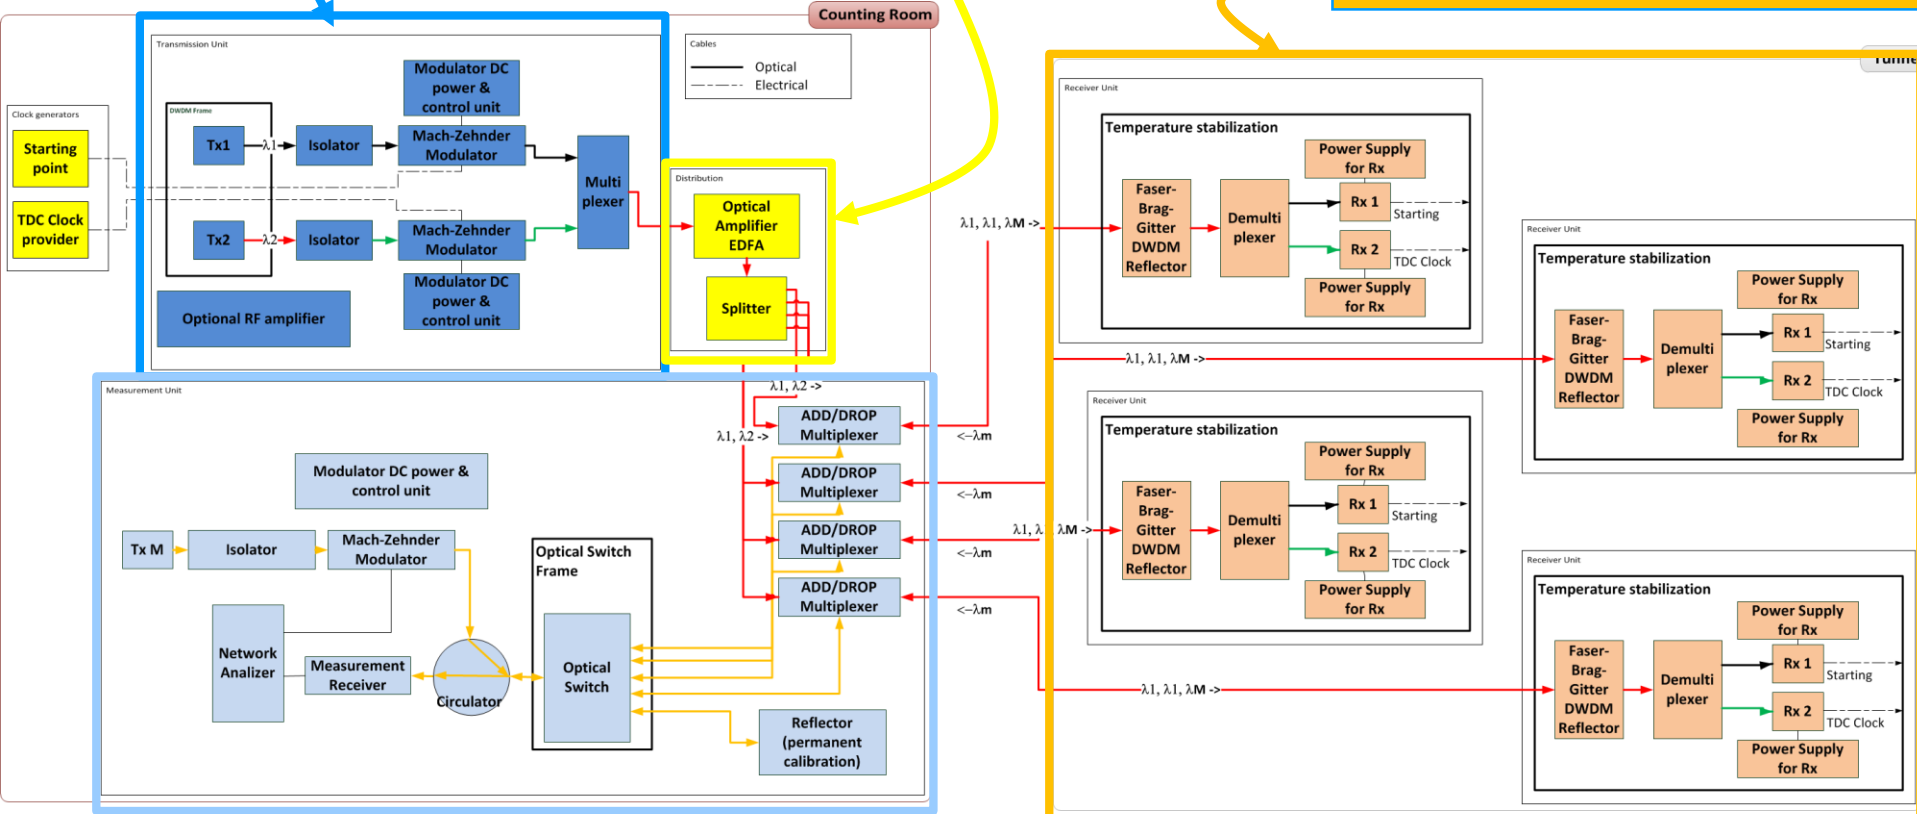 Counting Room
Transmission Unit
Cables
Optical
Electrical
Clock generators
Starting
point
TDC Clock
provider
DWDM Frame
Tx1
λ1
Isolator
Modulator DC
power &
control unit
Mach-Zehnder
Modulator
Multi
plexer
Tx2
λ2
Isolator
Mach-Zehnder
Modulator
Modulator DC
power &
control unit
Optional RF amplifier
Distribution
Optical
Amplifier
EDFA
Splitter
λ1, λ2 ->
λ1, λ2 ->
Measurement Unit
Modulator DC power &
control unit
Tx M
Isolator
Mach-Zehnder
Modulator
Network
Analizer
Measurement
Receiver
Circulator
Optical Switch
Frame
Optical
Switch
Reflector
(permanent
calibration)
ADD/DROP
Multiplexer
ADD/DROP
Multiplexer
ADD/DROP
Multiplexer
ADD/DROP
Multiplexer
<-λm
<-λm
<-λm
<-λm
λ1, λ1, λM ->
Receiver Unit
Temperature stabilization
Power Supply
for Rx
Faser-
Brag-
Gitter
DWDM
Reflector
Demulti
plexer
Rx 1
Starting
Rx 2
TDC Clock
Power Supply
for Rx
λ1, λ1, λM ->
Receiver Unit
Temperature stabilization
Power Supply
for Rx
Faser-
Brag-
Gitter
DWDM
Reflector
Demulti
plexer
Rx 1
Starting
Rx 2
TDC Clock
Power Supply
for Rx
λM ->
Receiver Unit
Temperature stabilization
Power Supply
for Rx
Faser-
Brag-
Gitter
DWDM
Reflector
Demulti
plexer
Rx 1
Starting
Rx 2
TDC Clock
Power Supply
for Rx
λ1, λ1, λM ->
Receiver Unit
Temperature stabilization
Power Supply
for Rx
Faser-
Brag-
Gitter
DWDM
Reflector
Demulti
plexer
Rx 1
Starting
Rx 2
TDC Clock
Power Supply
for Rx